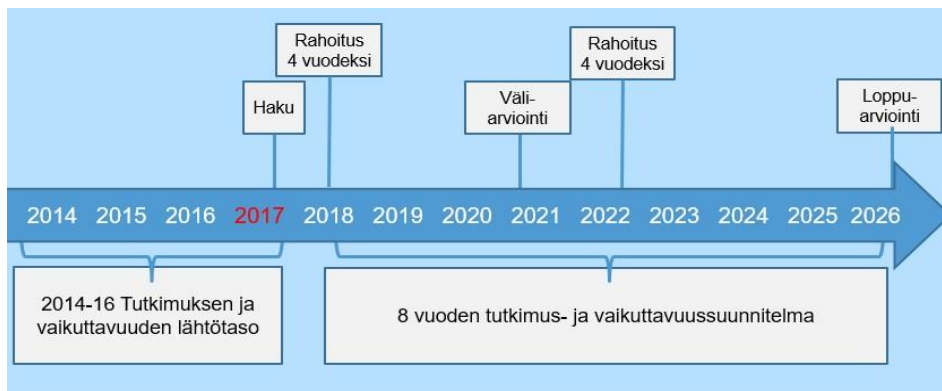 Rahoitus
4 vuodeksi
Rahoitus
4 vuodeksi
Haku
Väli-
arviointi
Loppu-
arviointi
2014 2015 2016 2017 2018 2019 2020 2021 2022 2023 2024 2025 2026
2014-16 Tutkimuksen ja
vaikuttavuuden lähtötaso
8 vuoden tutkimus- ja vaikuttavuussuunnitelma